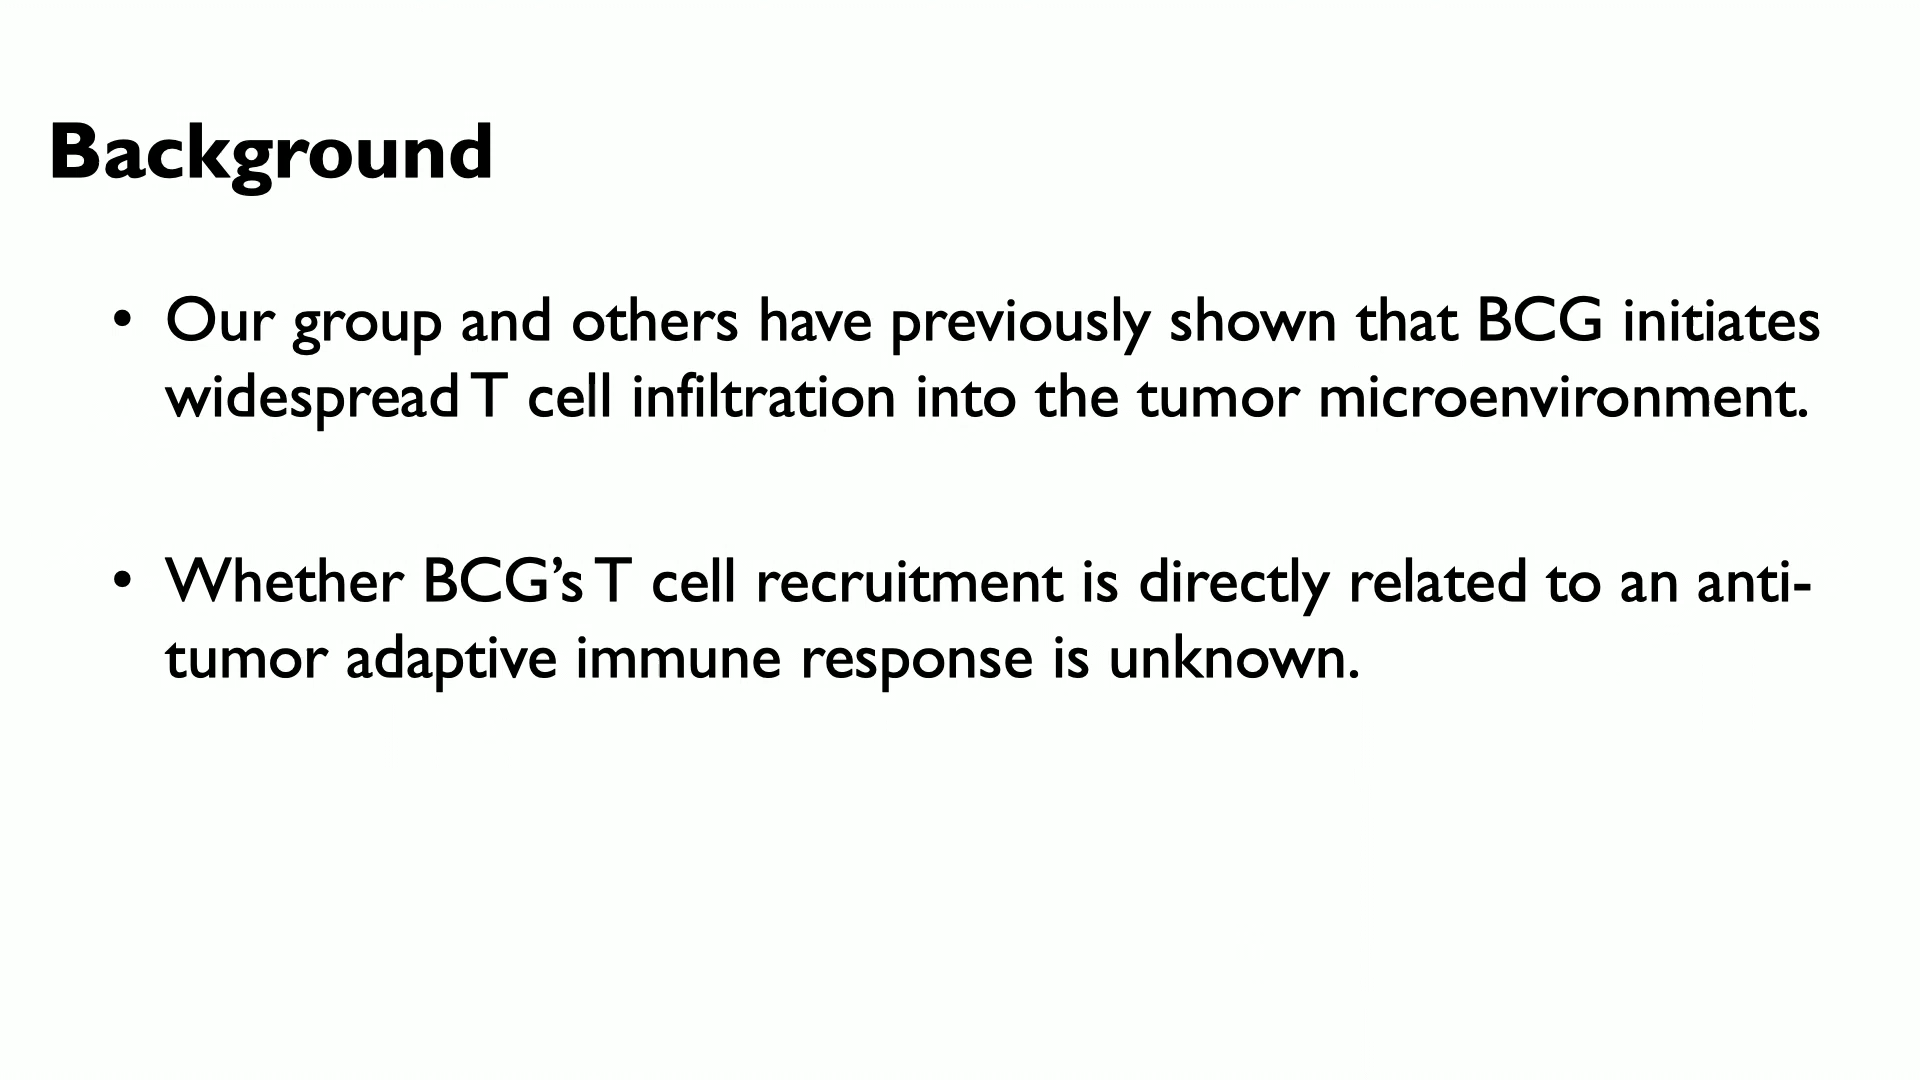 Background
• Our group and others have previously shown that BCG initiates
widespread T cell infiltration into the tumor microenvironment.
• Whether BCG’s T cell recruitment is directly related to an anti-
tumor adaptive immune response is unknown.